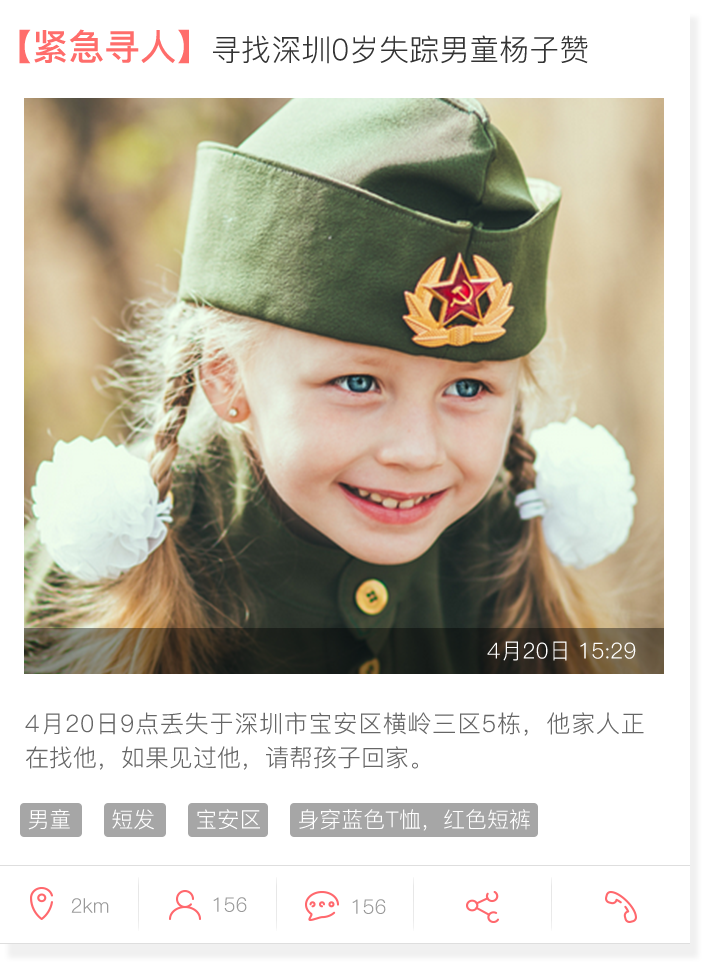 【紧急寻人】寻找深圳0岁失踪男童杨子赞
4月20日 15:29
4月20日9点丢失于深圳市宝安区横岭三区5栋，他家人正
在找他，如果见过他，请帮孩子回家。
男童 短发 宝安区 身穿蓝色T恤，红色短裤
2km 156 156